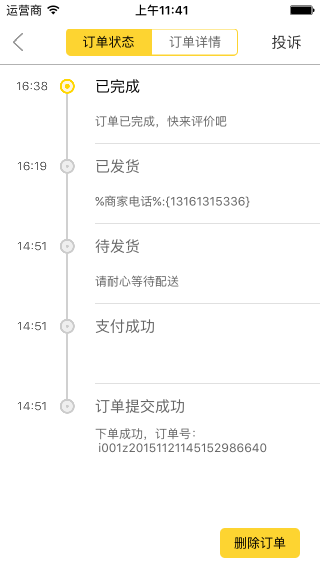 运营商 上午11:41
订单状态 订单详情 投诉
16:38 已完成
订单已完成，快来评价吧
16:19 已发货
%商家电话%:{13161315336}
14:51 待发货
请耐心等待配送
14:51 支付成功
14:51 订单提交成功
下单成功，订单号：
i001z20151121145152986640
删除订单